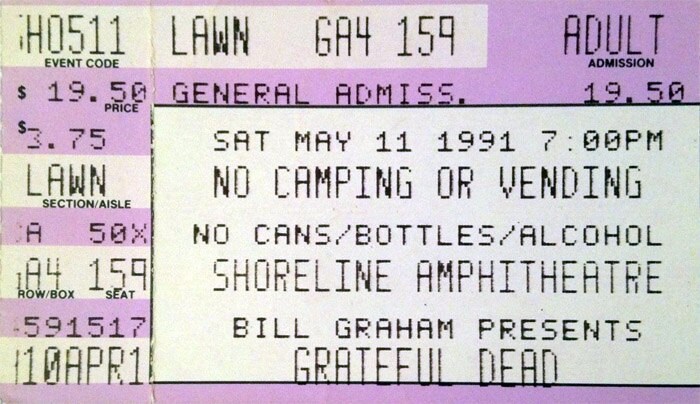 H0511 LAWN GA4 159 ADULT
EVENT CODE ADMISSION
$ 19.50 GENERAL ADMISS. 19.50
PRICE
$3.75 SAT MAY 11 1991 7:00PM
LAWN NO CAMPING OR VENDING
SECTION/AISLE
A 50X NO CANS/BOTTLES/ALCOHOL
A4 159 SHORELINE AMPHITHEATRE
ROW/BOX SEAT
591517 BILL GRAHAM PRESENTS
10APR1 GRATEFUL DEAD